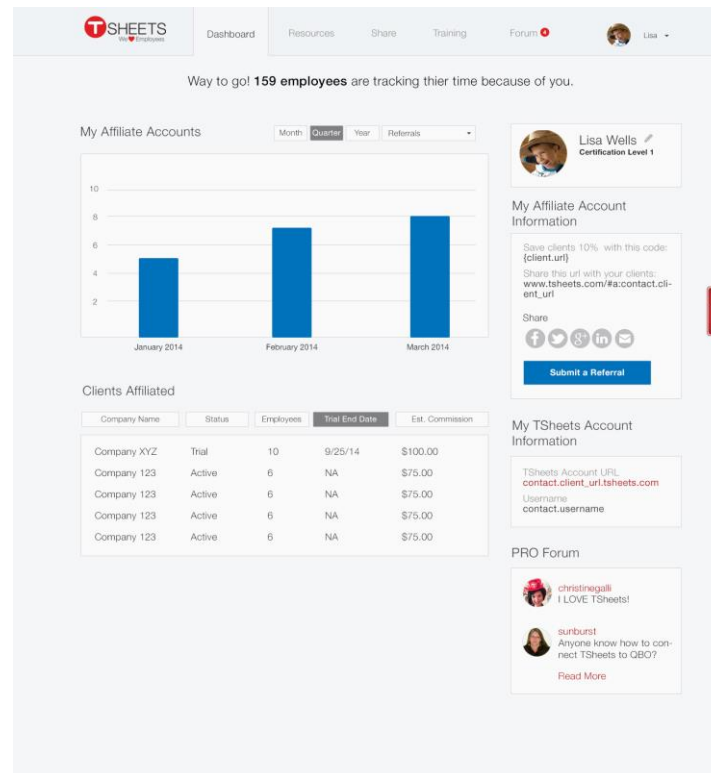 TSHEETS
We Employees
Dashboard
Resources
Share
Training
Forum 4
Lisa
Way to go! 159 employees are tracking thier time because of you.
My Affiliate Accounts
Month
Quarter
Year
Referrals
10
8
6
4
2
January 2014
February 2014
March 2014
Clients Affiliated
Company Name
Status
Employees
Trial End Date
Est. Commission
Company XYZ Trial 10 9/25/14 $100.00
Company 123 Active 6 NA $75.00
Company 123 Active 6 NA $75.00
Company 123 Active 6 NA $75.00
Company 123 Active 6 NA $75.00
Lisa Wells
Certification Level 1
My Affiliate Account
Information
Save clients 10% with this code:
{client.url}
Share this url with your clients:
www.tsheets.com/#a:contact.cli-
ent_url
Share
f
g+
in
Submit a Referral
My TSheets Account
Information
TSheets Account URL
contact.client_url.tsheets.com
Username
contact.username
PRO Forum
christinegalli
I LOVE TSheets!
sunburst
Anyone know how to con-
nect TSheets to QBO?
Read More